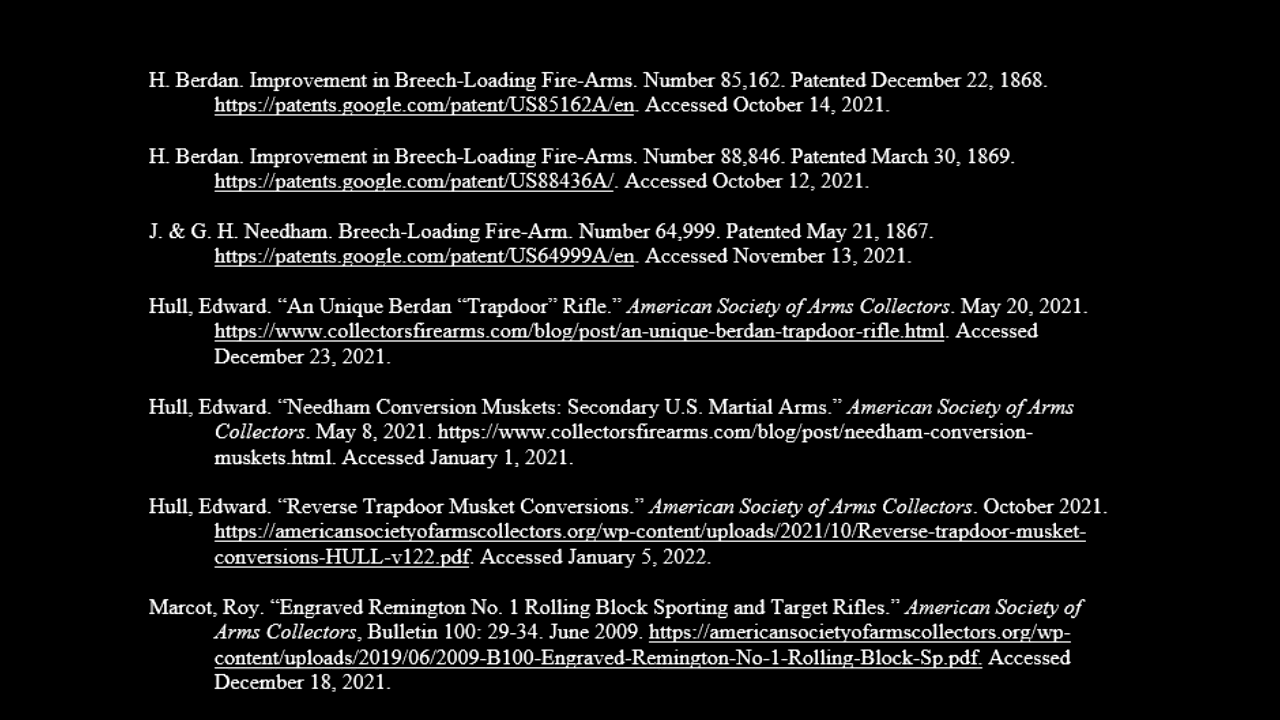 H. Berdan. Improvement in Breech-Loading Fire-Arms. Number 85,162. Patented December 22, 1868.
https://patents.google.com/patent/US85162A/en. Accessed October 14, 2021.
H. Berdan. Improvement in Breech-Loading Fire-Arms. Number 88,846. Patented March 30, 1869.
https://patents.google.com/patent/US88436A/. Accessed October 12, 2021.
J. & G. H. Needham. Breech-Loading Fire-Arm. Number 64,999. Patented May 21, 1867.
https://patents.google.com/patent/US64999A/en. Accessed November 13, 2021.
Hull, Edward. “An Unique Berdan “Trapdoor” Rifle.” American Society of Arms Collectors. May 20, 2021.
https://www.collectorsfirearms.com/blog/post/an-unique-berdan-trapdoor-rifle.html. Accessed
December 23, 2021.
Hull, Edward. “Needham Conversion Muskets: Secondary U.S. Martial Arms.” American Society of Arms
Collectors. May 8, 2021. https://www.collectorsfirearms.com/blog/post/needham-conversion-
muskets.html. Accessed January 1, 2021.
Hull, Edward. “Reverse Trapdoor Musket Conversions.” American Society of Arms Collectors. October 2021.
https://americansocietyofarmscollectors.org/wp-content/uploads/2021/10/Reverse-trapdoor-musket-
conversions-HULL-v122.pdf. Accessed January 5, 2022.
Marcot, Roy. “Engraved Remington No. 1 Rolling Block Sporting and Target Rifles.” American Society of
Arms Collectors, Bulletin 100: 29-34. June 2009. https://americansocietyofarmscollectors.org/wp-
content/uploads/2019/06/2009-B100-Engraved-Remington-No-1-Rolling-Block-Sp.pdf. Accessed
December 18, 2021.